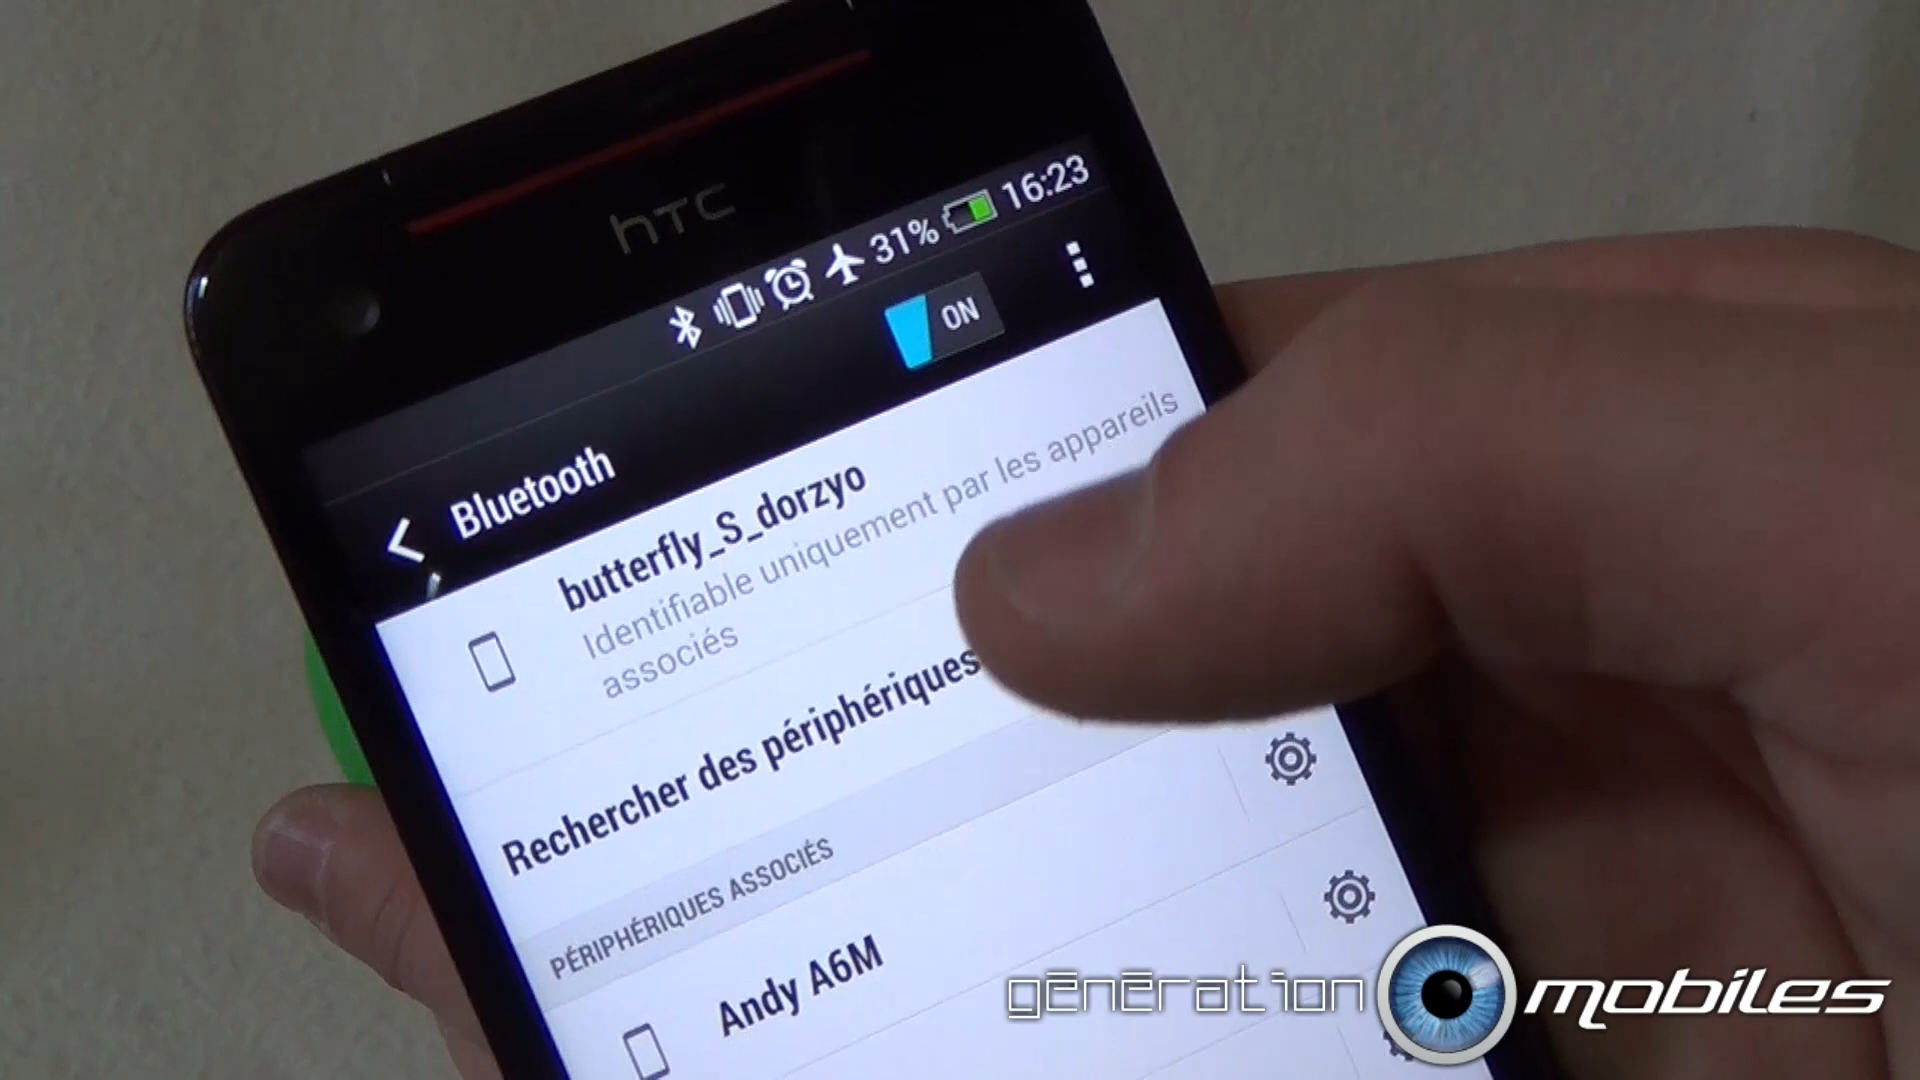 hTC
31% 16:23
Bluetooth ON
butterfly_S_dorzyo
Identifiable uniquement par les appareils
associés
Rechercher des périphériques
PÉRIPHÉRIQUES ASSOCIÉS
Andy A6M
génération mobiles